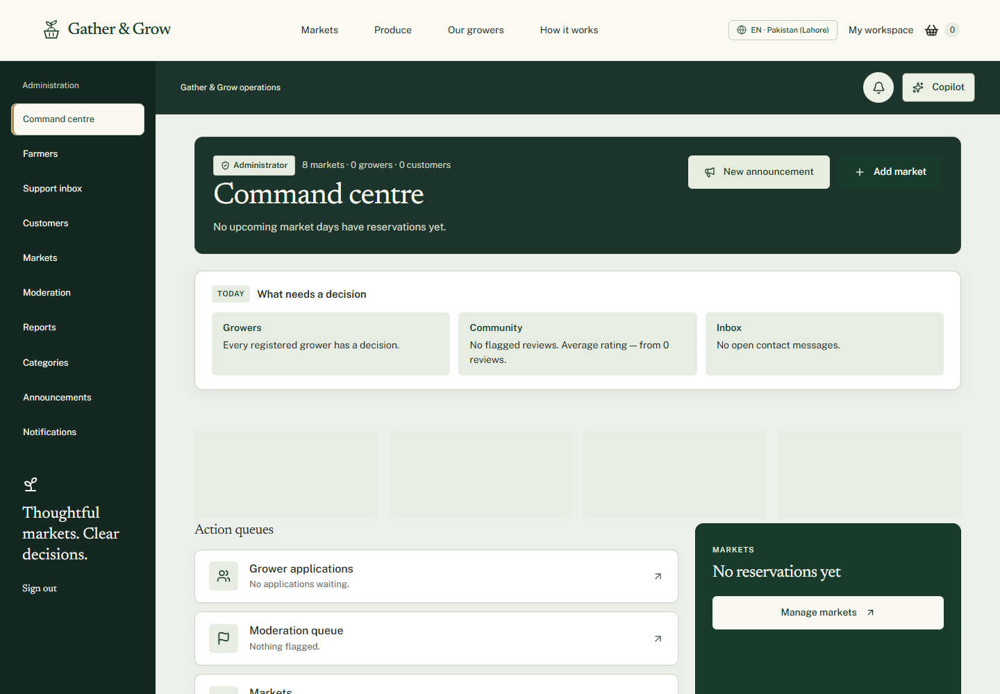 Gather & Grow
Markets
Produce
Our growers
How it works
EN · Pakistan (Lahore)
My workspace
0
Administration
Command centre
Farmers
Support inbox
Customers
Markets
Moderation
Reports
Categories
Announcements
Notifications
Thoughtful
markets. Clear
decisions.
Sign out
Gather & Grow operations
Copilot
Administrator
8 markets · 0 growers · 0 customers
Command centre
No upcoming market days have reservations yet.
New announcement
Add market
TODAY
What needs a decision
Growers
Every registered grower has a decision.
Community
No flagged reviews. Average rating — from 0
reviews.
Inbox
No open contact messages.
Action queues
Grower applications
No applications waiting.
Moderation queue
Nothing flagged.
Markets
MARKETS
No reservations yet
Manage markets